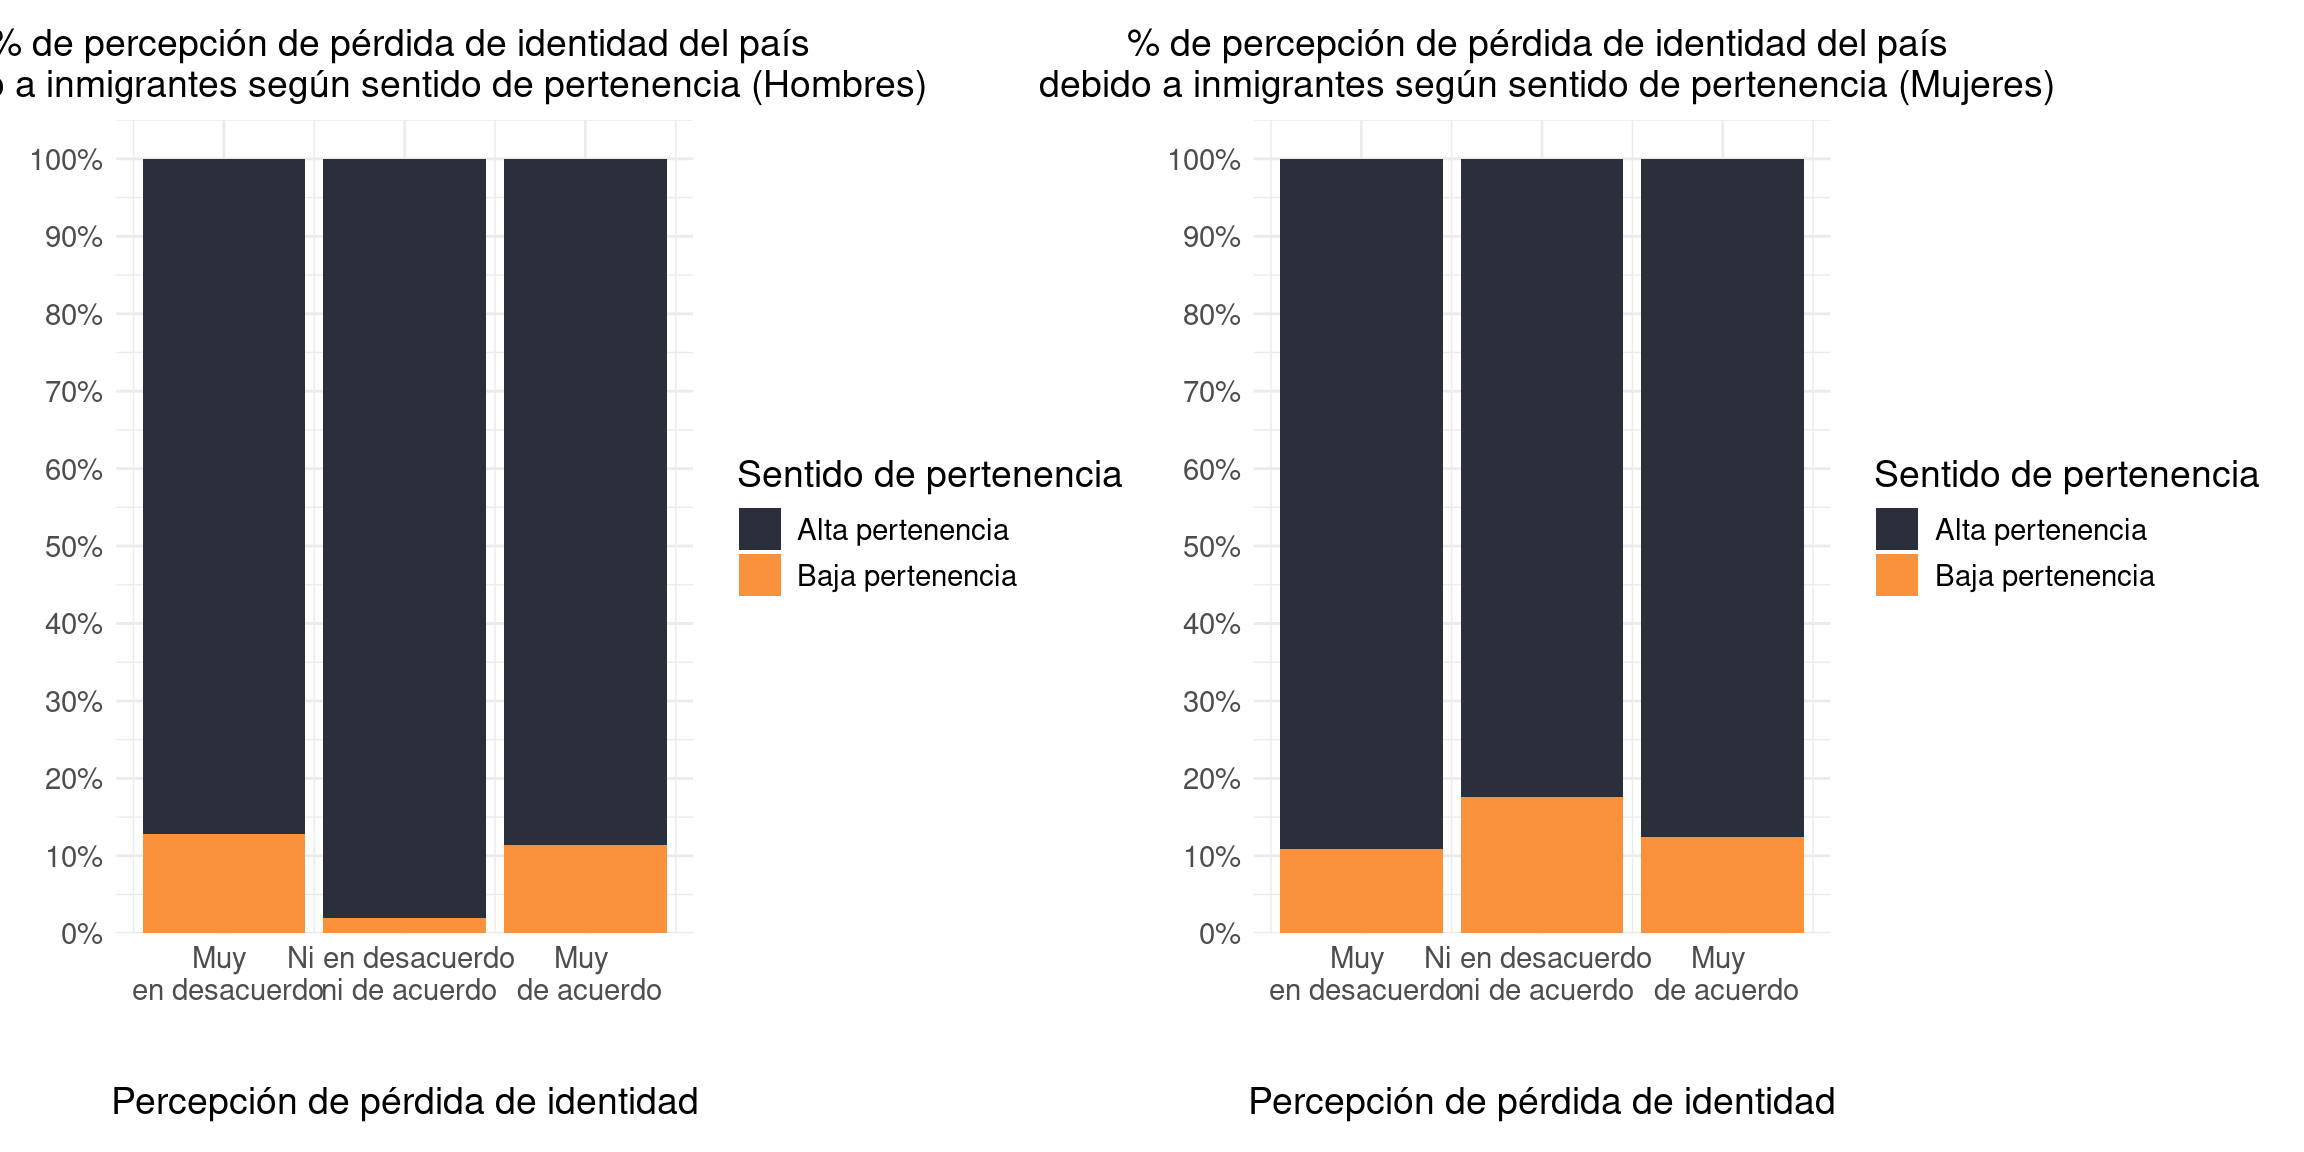 % de percepción de pérdida de identidad del país
a inmigrantes según sentido de pertenencia (Hombres)
100%
90%
80%
70%
60%
50%
40%
30%
20%
10%
0%
Muy
en desacuerdo
Ni en desacuerdo
ni de acuerdo
Muy
de acuerdo
Percepción de pérdida de identidad
Sentido de pertenencia
Alta pertenencia
Baja pertenencia
% de percepción de pérdida de identidad del país
debido a inmigrantes según sentido de pertenencia (Mujeres)
100%
90%
80%
70%
60%
50%
40%
30%
20%
10%
0%
Muy
en desacuerdo
Ni en desacuerdo
ni de acuerdo
Muy
de acuerdo
Percepción de pérdida de identidad
Sentido de pertenencia
Alta pertenencia
Baja pertenencia